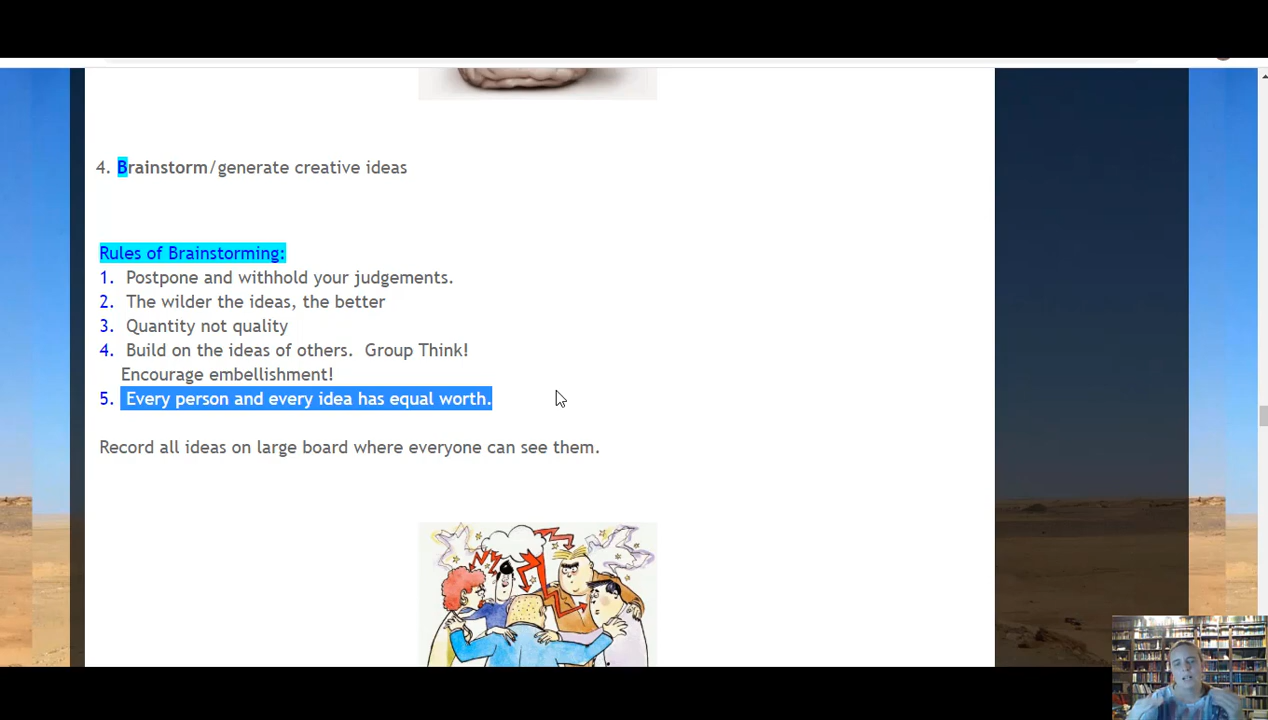 4. Brainstorm/generate creative ideas
Rules of Brainstorming:
1. Postpone and withhold your judgements.
2. The wilder the ideas, the better
3. Quantity not quality
4. Build on the ideas of others. Group Think!
Encourage embellishment!
5. Every person and every idea has equal worth.
Record all ideas on large board where everyone can see them.